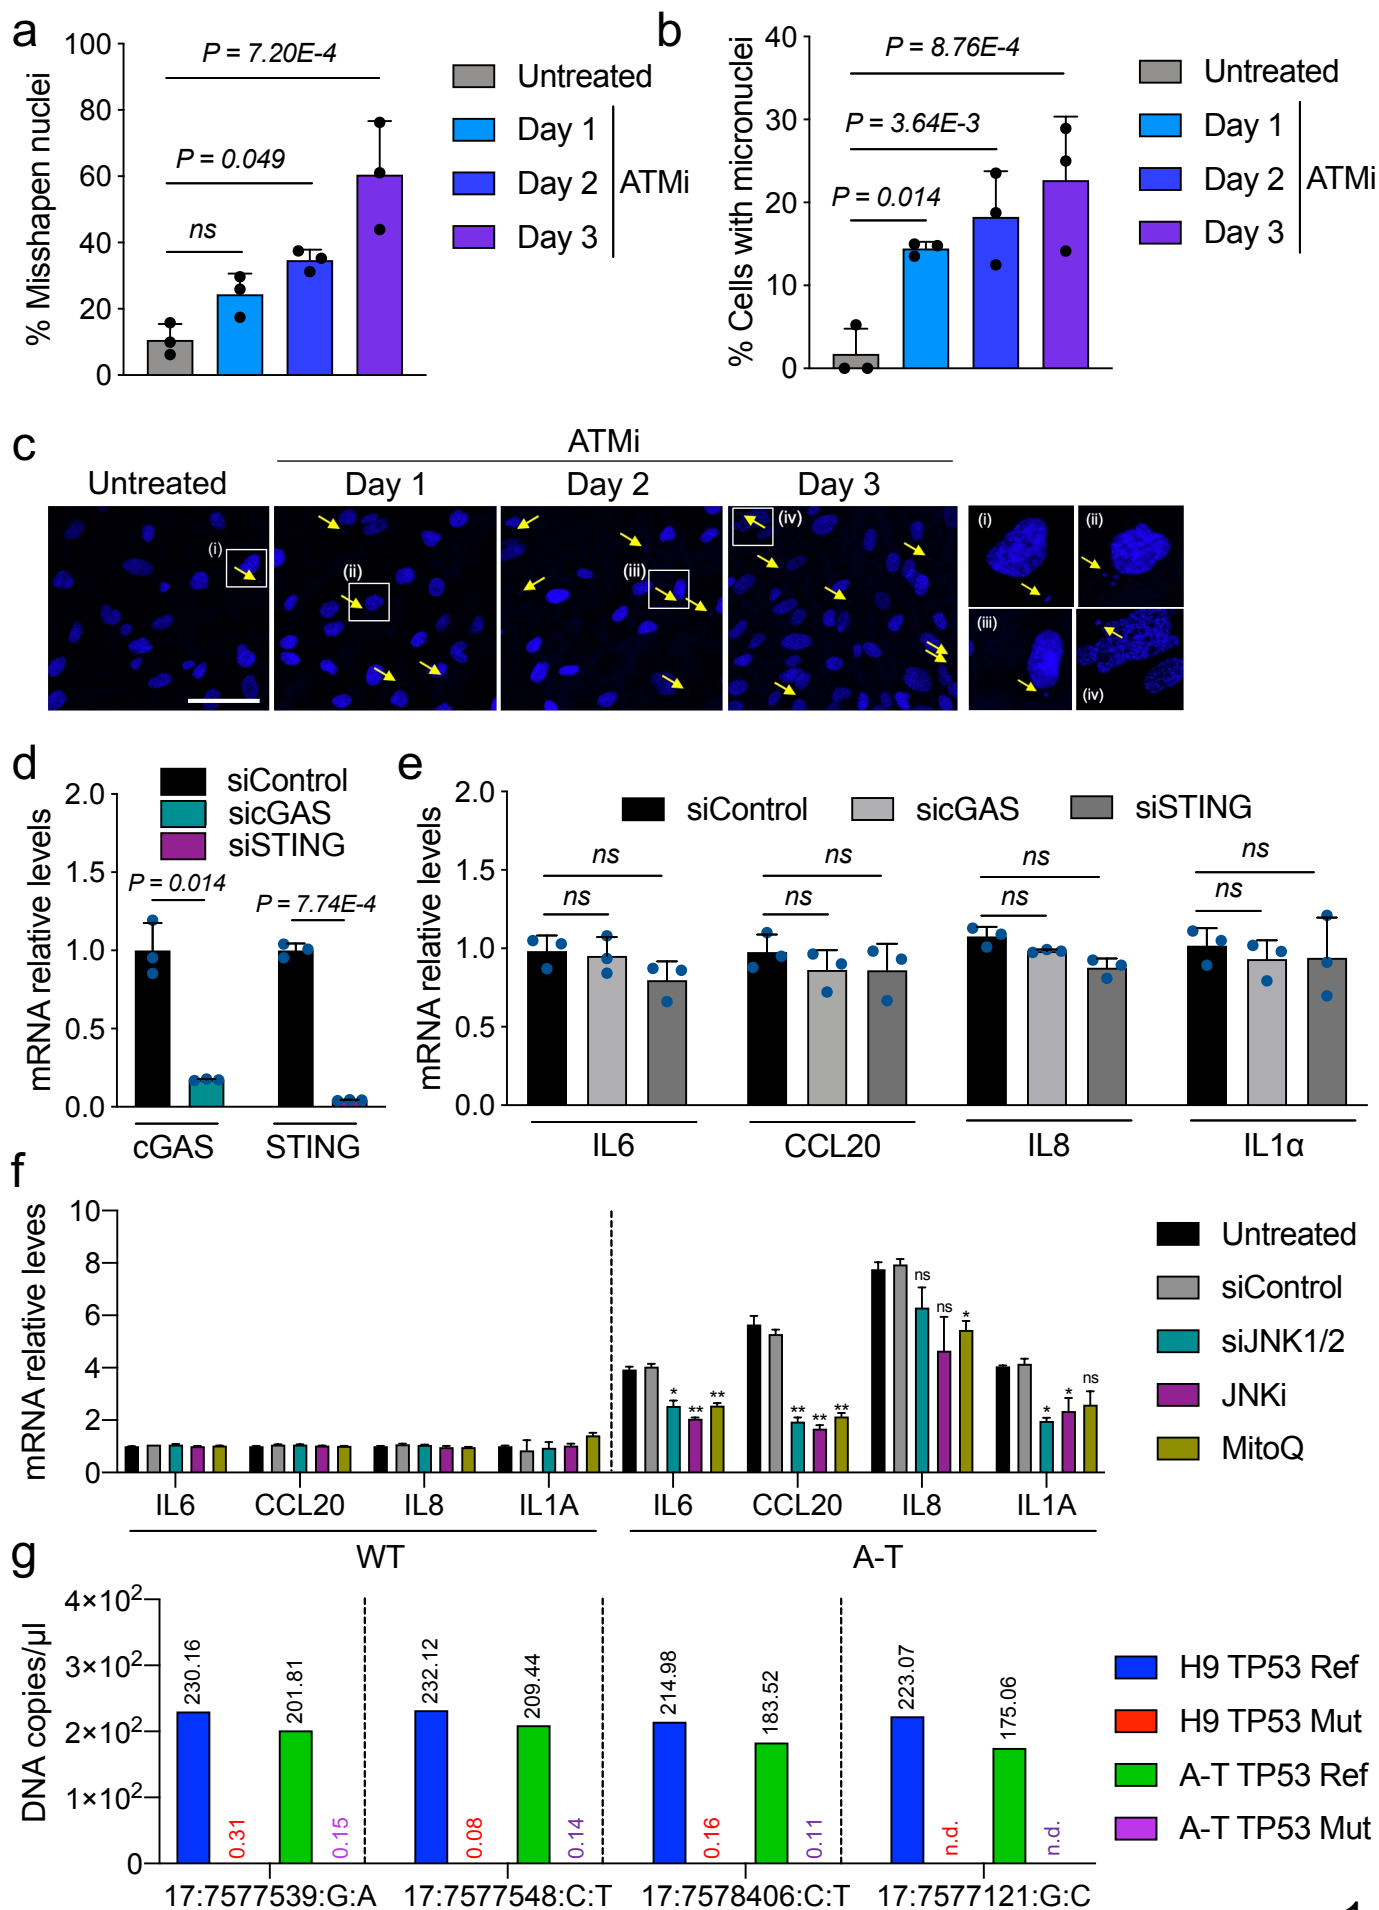 a
% Misshapen nuclei
100
80
60
40
20
0
P = 7.20E-4
P = 0.049
ns
Untreated
Day 1
Day 2
Day 3
ATMi
b
% Cells with micronuclei
40
30
20
10
0
P = 8.76E-4
P = 3.64E-3
P = 0.014
Untreated
Day 1
Day 2
Day 3
ATMi
c
ATMi
Untreated
Day 1
Day 2
Day 3
(i)
(ii)
(iii)
(iv)
(i)
(ii)
(iii)
(iv)
d
siControl
sicGAS
siSTING
mRNA relative levels
2.0
1.5
1.0
0.5
0.0
P = 0.014
P = 7.74E-4
cGAS
STING
e
siControl
sicGAS
siSTING
mRNA relative levels
2.0
1.5
1.0
0.5
0.0
ns
ns
ns
ns
ns
ns
ns
ns
IL6
CCL20
IL8
IL1α
f
mRNA relative leves
10
8
6
4
2
0
*
**
**
**
**
**
ns
ns
*
*
*
ns
IL6
CCL20
IL8
IL1A
IL6
CCL20
IL8
IL1A
WT
A-T
Untreated
siControl
siJNK1/2
JNKi
MitoQ
g
DNA copies/µl
4×10²
3×10²
2×10²
1×10²
0
230.16
0.31
201.81
0.15
232.12
0.08
209.44
0.14
214.98
0.16
183.52
0.11
223.07
n.d.
175.06
n.d.
17:7577539:G:A
17:7577548:C:T
17:7578406:C:T
17:7577121:G:C
H9 TP53 Ref
H9 TP53 Mut
A-T TP53 Ref
A-T TP53 Mut